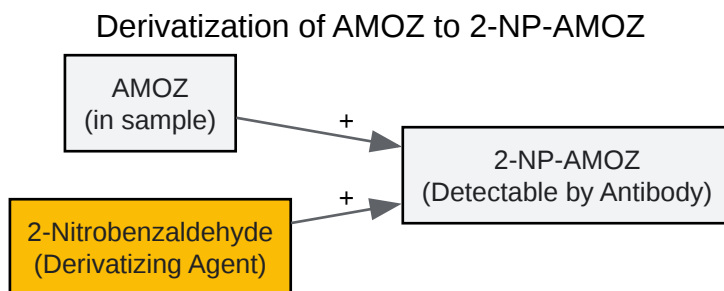 Derivatization of AMOZ to 2-NP-AMOZ
AMOZ
(in sample)
+
2-NP-AMOZ
(Detectable by Antibody)
+
2-Nitrobenzaldehyde
(Derivatizing Agent)